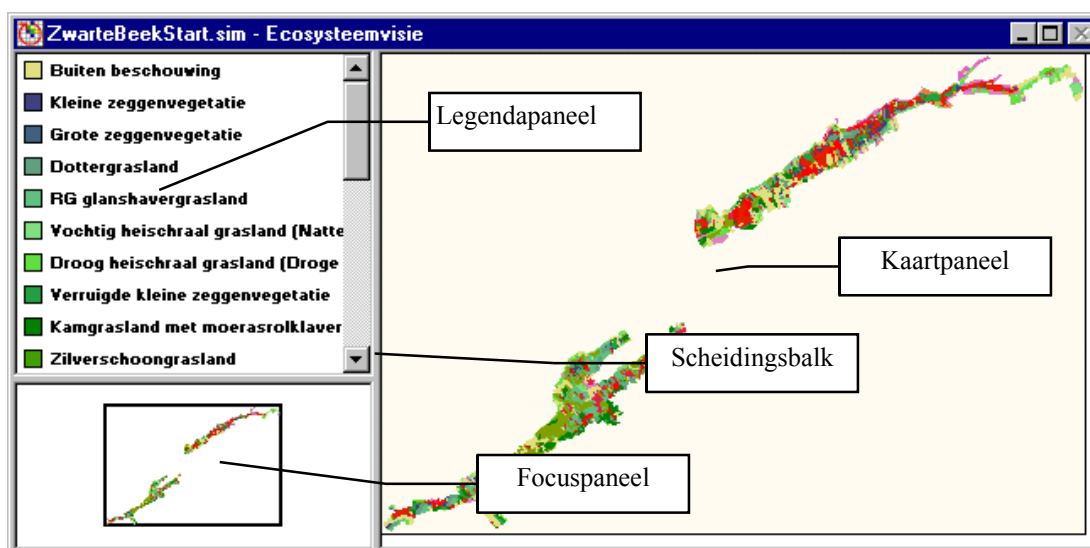 ZwarteBeekStart.sim - Ecosysteemvisie
Buiten beschouwing
Kleine zeggenvegetatie
Grote zeggenvegetatie
Dottergrasland
RG glanshavergrasland
Vochtig heischraal grasland (Natte
Droog heischraal grasland (Droge
Verruigde kleine zeggenvegetatie
Kamgrasland met moerasrolklaver
Zilverschoongrasland
Legendapaneel
Kaartpaneel
Scheidingsbalk
Focuspaneel